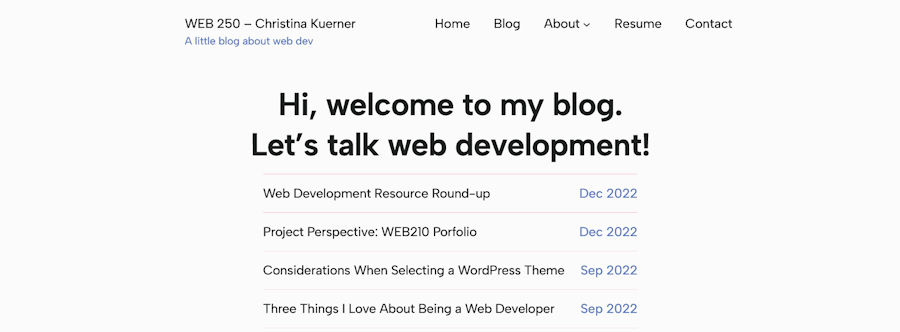 WEB 250 – Christina Kuerner
A little blog about web dev
Home Blog About Resume Contact
Hi, welcome to my blog.
Let’s talk web development!
Web Development Resource Round-up Dec 2022
Project Perspective: WEB210 Porfolio Dec 2022
Considerations When Selecting a WordPress Theme Sep 2022
Three Things I Love About Being a Web Developer Sep 2022